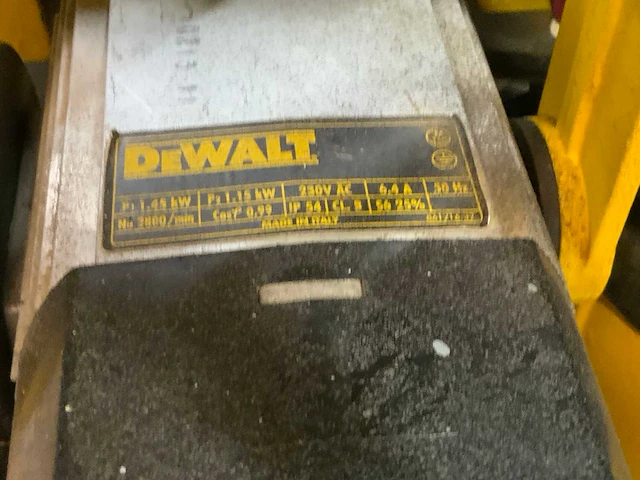 DEWALT
P1 1.45 kW P2 1.15 kW 230V AC 6,4 A 50 Hz
No 2800/min Cosφ 0,99 IP 54 CL. B S6 25%
MADE IN ITALY